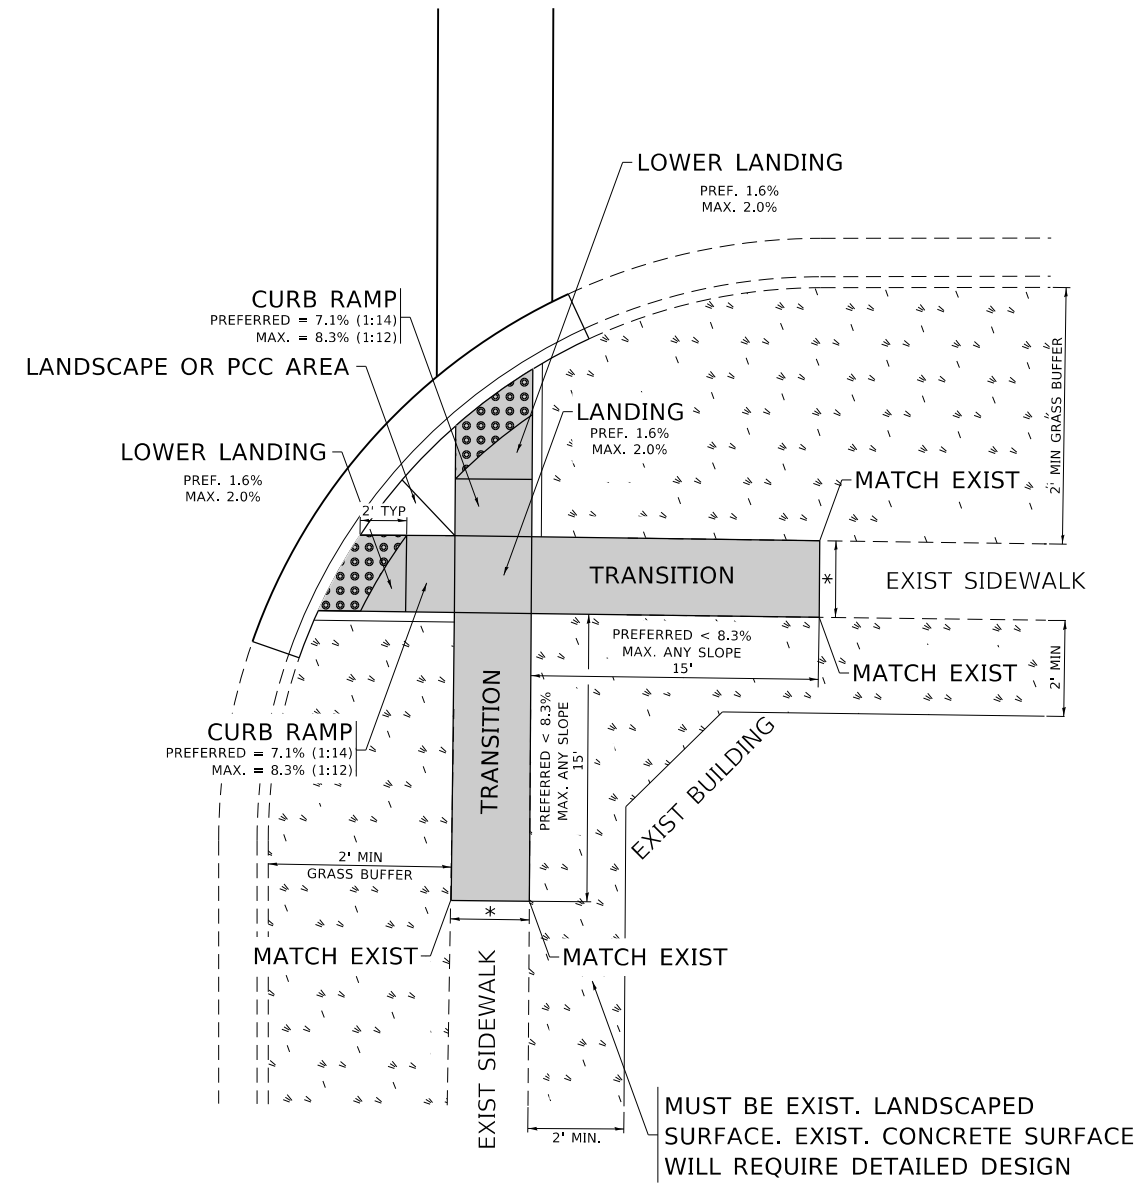 LOWER LANDING
PREF. 1.6%
MAX. 2.0%
CURB RAMP
PREFERRED = 7.1% (1:14)
MAX. = 8.3% (1:12)
LANDSCAPE OR PCC AREA
LANDING
PREF. 1.6%
MAX. 2.0%
LOWER LANDING
PREF. 1.6%
MAX. 2.0%
2' TYP
2' MIN GRASS BUFFER
MATCH EXIST
TRANSITION
*
EXIST SIDEWALK
PREFERRED < 8.3%
MAX. ANY SLOPE
15'
MATCH EXIST
2' MIN
CURB RAMP
PREFERRED = 7.1% (1:14)
MAX. = 8.3% (1:12)
TRANSITION
PREFERRED < 8.3%
MAX. ANY SLOPE
15'
EXIST BUILDING
2' MIN
GRASS BUFFER
*
MATCH EXIST
MATCH EXIST
EXIST SIDEWALK
2' MIN.
MUST BE EXIST. LANDSCAPED
SURFACE. EXIST. CONCRETE SURFACE
WILL REQUIRE DETAILED DESIGN